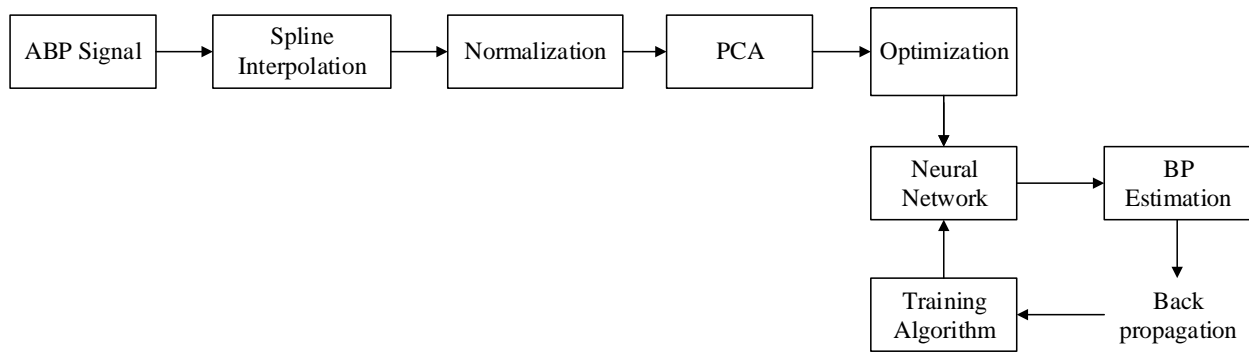 ABP Signal
Spline
Interpolation
Normalization
PCA
Optimization
Neural
Network
BP
Estimation
Training
Algorithm
Back
propagation